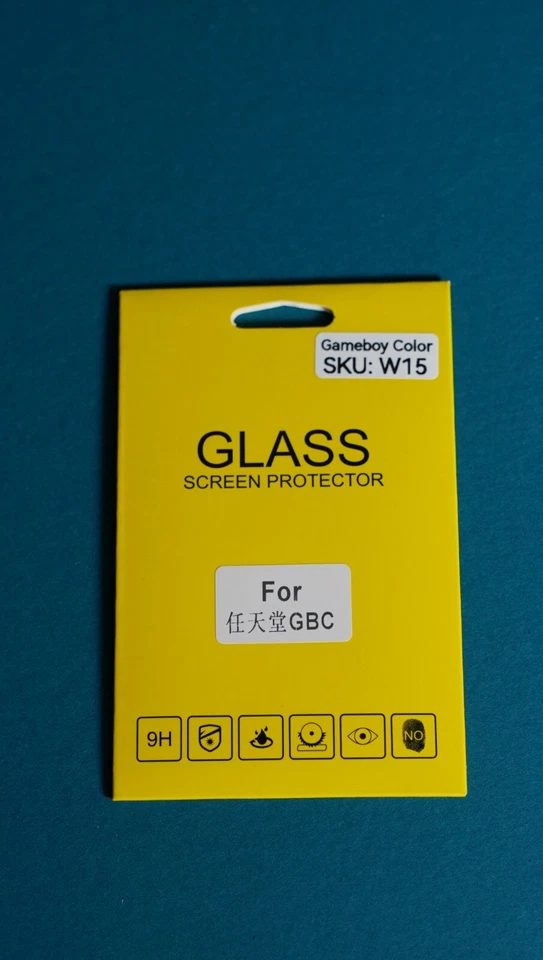 Gameboy Color
SKU: W15
GLASS
SCREEN PROTECTOR
For
任天堂GBC
9H
NO